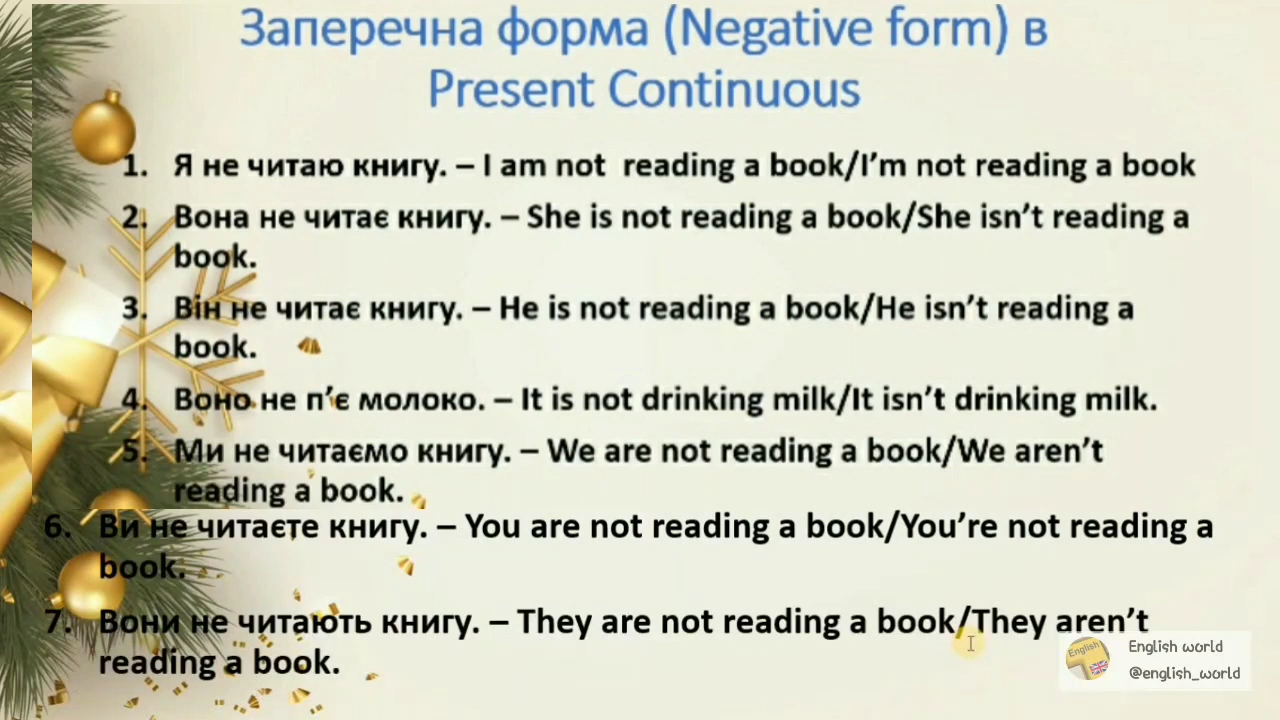 Заперечна форма (Negative form) в
Present Continuous
1. Я не читаю книгу. – I am not reading a book/I’m not reading a book
2. Вона не читає книгу. – She is not reading a book/She isn’t reading a
book.
3. Він не читає книгу. – He is not reading a book/He isn’t reading a
book.
4. Воно не п’є молоко. – It is not drinking milk/It isn’t drinking milk.
5. Ми не читаємо книгу. – We are not reading a book/We aren’t
reading a book.
6. Ви не читаєте книгу. – You are not reading a book/You’re not reading a
book.
7. Вони не читають книгу. – They are not reading a book/They aren’t
reading a book.
English
English world
@english_world